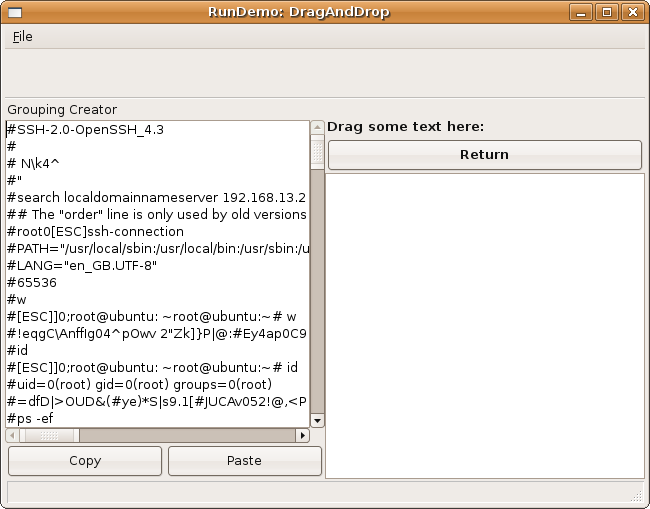 RunDemo: DragAndDrop
File
Grouping Creator
#SSH-2.0-OpenSSH_4.3
#
# N\k4^
#"
#search localdomainnameserver 192.168.13.2
## The "order" line is only used by old versions
#root0[ESC]ssh-connection
#PATH="/usr/local/sbin:/usr/local/bin:/usr/sbin:/u
#LANG="en_GB.UTF-8"
#65536
#w
#[ESC]]0;root@ubuntu: ~root@ubuntu:~# w
#!eqgC\AnffIg04^pOwv 2"Zk]}P|@:#Ey4ap0C9
#id
#[ESC]]0;root@ubuntu: ~root@ubuntu:~# id
#uid=0(root) gid=0(root) groups=0(root)
#=dfD|>OUD&(#ye)*S|s9.1[#JUCAv052!@,<P
#ps -ef
Copy
Paste
Drag some text here:
Return